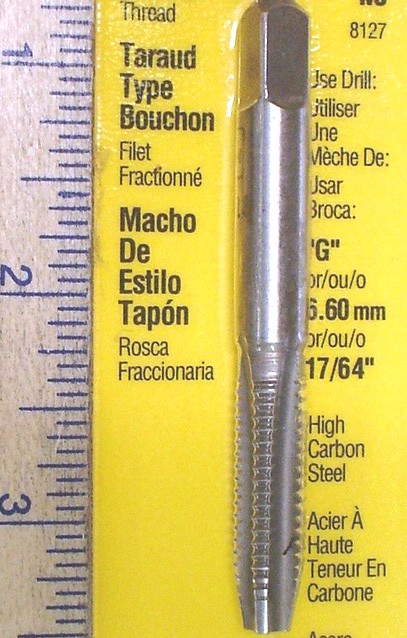 Thread
Taraud
Type
Bouchon
Filet
Fractionné
Macho
De
Estilo
Tapón
Rosca
Fraccionaria
8127
Use Drill:
Utiliser
Une
Mèche De:
Usar
Broca:
"G"
or/ou/o
6.60 mm
or/ou/o
17/64"
High
Carbon
Steel
Acier À
Haute
Teneur En
Carbone
1
2
3